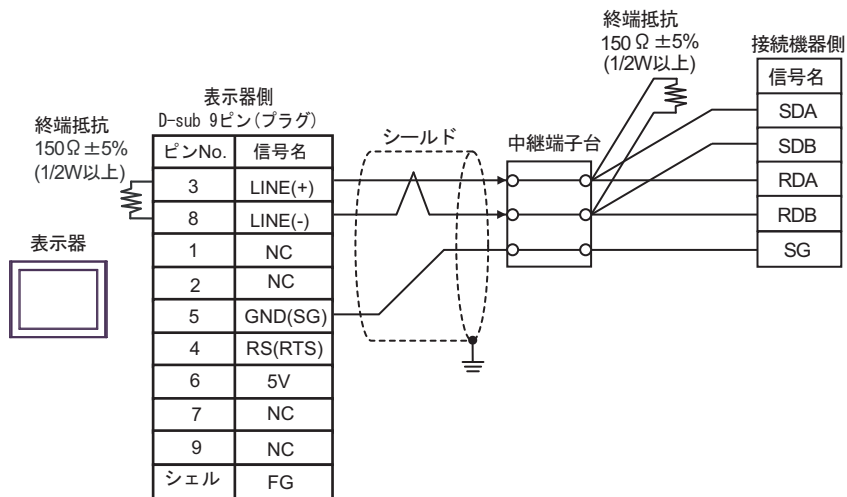 終端抵抗
150Ω±5%
(1/2W以上)
接続機器側
信号名
SDA
SDB
RDA
RDB
SG
表示器側
D-sub 9ピン(プラグ)
終端抵抗
150Ω±5%
(1/2W以上)
シールド
中継端子台
ピンNo. 信号名
3 LINE(+)
8 LINE(-)
1 NC
2 NC
5 GND(SG)
4 RS(RTS)
6 5V
7 NC
9 NC
シェル FG
表示器